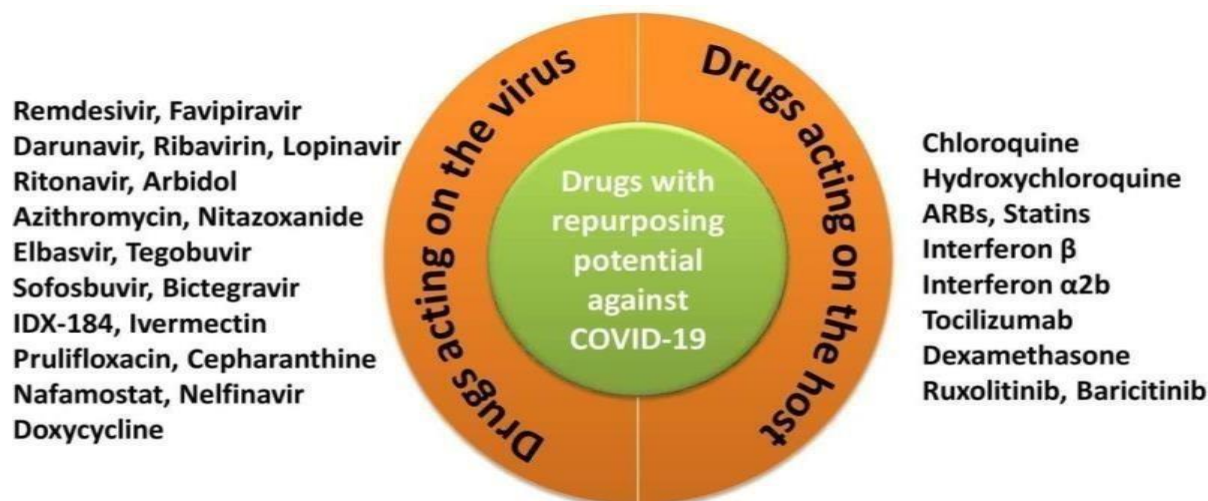 Remdesivir, Favipiravir
Darunavir, Ribavirin, Lopinavir
Ritonavir, Arbidol
Azithromycin, Nitazoxanide
Elbasvir, Tegobuvir
Sofosbuvir, Bictegravir
IDX-184, Ivermectin
Prulifloxacin, Cepharanthine
Nafamostat, Nelfinavir
Doxycycline
Drugs acting on the virus
Drugs with
repurposing
potential
against
COVID-19
Drugs acting on the host
Chloroquine
Hydroxychloroquine
ARBs, Statins
Interferon β
Interferon α2b
Tocilizumab
Dexamethasone
Ruxolitinib, Baricitinib